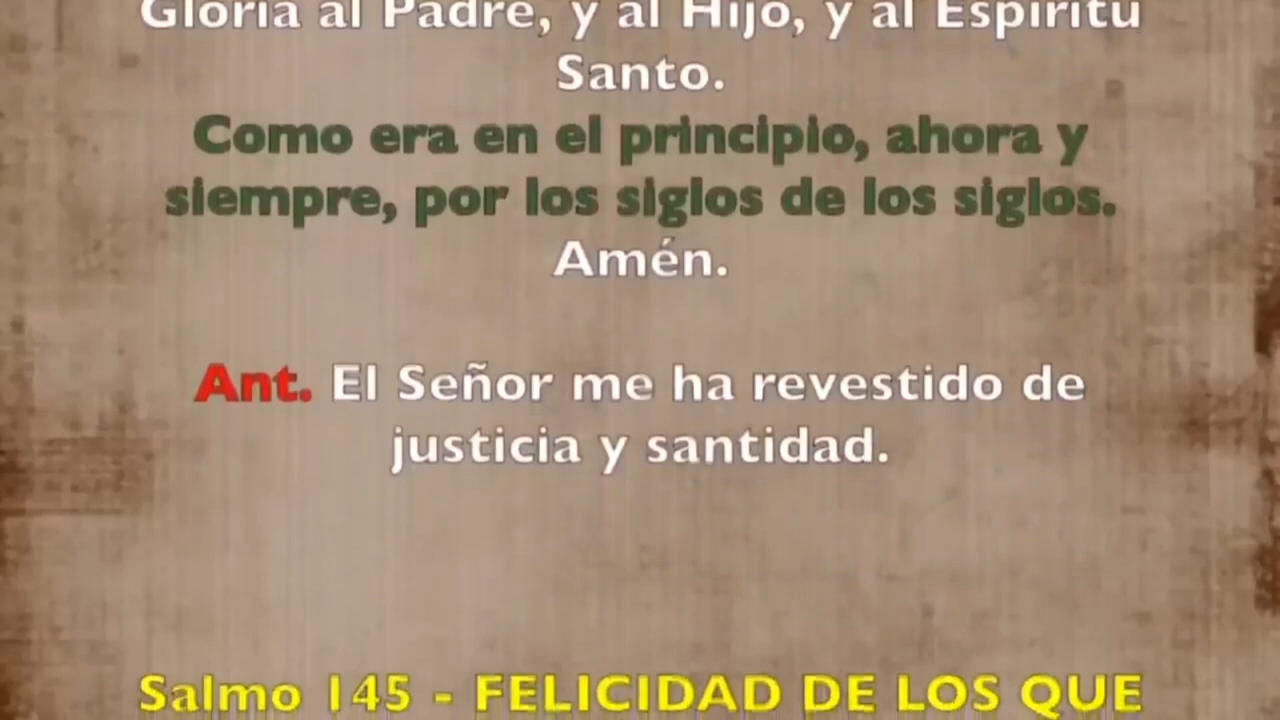 Gloria al Padre, y al Hijo, y al Espíritu
Santo.
Como era en el principio, ahora y
siempre, por los siglos de los siglos.
Amén.
Ant. El Señor me ha revestido de
justicia y santidad.
Salmo 145 - FELICIDAD DE LOS QUE